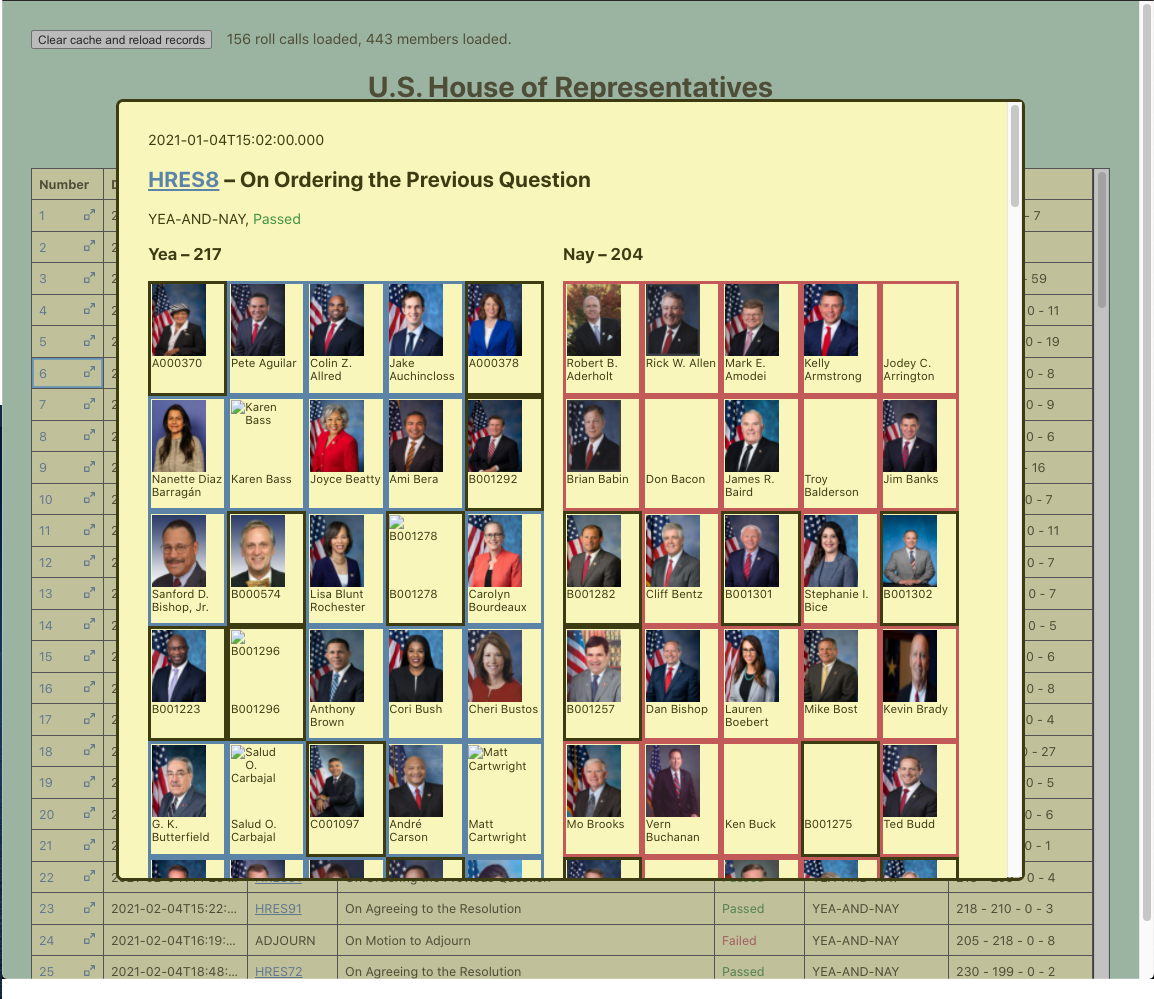 Clear cache and reload records 156 roll calls loaded, 443 members loaded.
U.S. House of Representatives
2021-01-04T15:02:00.000
HRES8 – On Ordering the Previous Question
YEA-AND-NAY, Passed
Yea – 217
Nay – 204
A000370
Pete Aguilar
Colin Z. Allred
Jake Auchincloss
A000378
Robert B. Aderholt
Rick W. Allen
Mark E. Amodei
Kelly Armstrong
Jodey C. Arrington
Karen Bass
Nanette Diaz Barragán
Karen Bass
Joyce Beatty
Ami Bera
B001292
Brian Babin
Don Bacon
James R. Baird
Troy Balderson
Jim Banks
B001278
Sanford D. Bishop, Jr.
B000574
Lisa Blunt Rochester
B001278
Carolyn Bourdeaux
B001282
Cliff Bentz
B001301
Stephanie I. Bice
B001302
B001296
B001223
B001296
Anthony Brown
Cori Bush
Cheri Bustos
B001257
Dan Bishop
Lauren Boebert
Mike Bost
Kevin Brady
Salud O. Carbajal
Matt Cartwright
G. K. Butterfield
Salud O. Carbajal
C001097
André Carson
Matt Cartwright
Mo Brooks
Vern Buchanan
Ken Buck
B001275
Ted Budd
Number
1 - 7
2
3 - 59
4 0 - 11
5 0 - 19
6 0 - 8
7 0 - 9
8 0 - 6
9 - 16
10 0 - 7
11 0 - 11
12 0 - 7
13 0 - 7
14 0 - 5
15 0 - 6
16 0 - 8
17 0 - 4
18 0 - 27
19 0 - 5
20 0 - 6
21 0 - 1
22 0 - 4
23 2021-02-04T15:22:... HRES91 On Agreeing to the Resolution Passed YEA-AND-NAY 218 - 210 - 0 - 3
24 2021-02-04T16:19:... ADJOURN On Motion to Adjourn Failed YEA-AND-NAY 205 - 218 - 0 - 8
25 2021-02-04T18:48:... HRES72 On Agreeing to the Resolution Passed YEA-AND-NAY 230 - 199 - 0 - 2